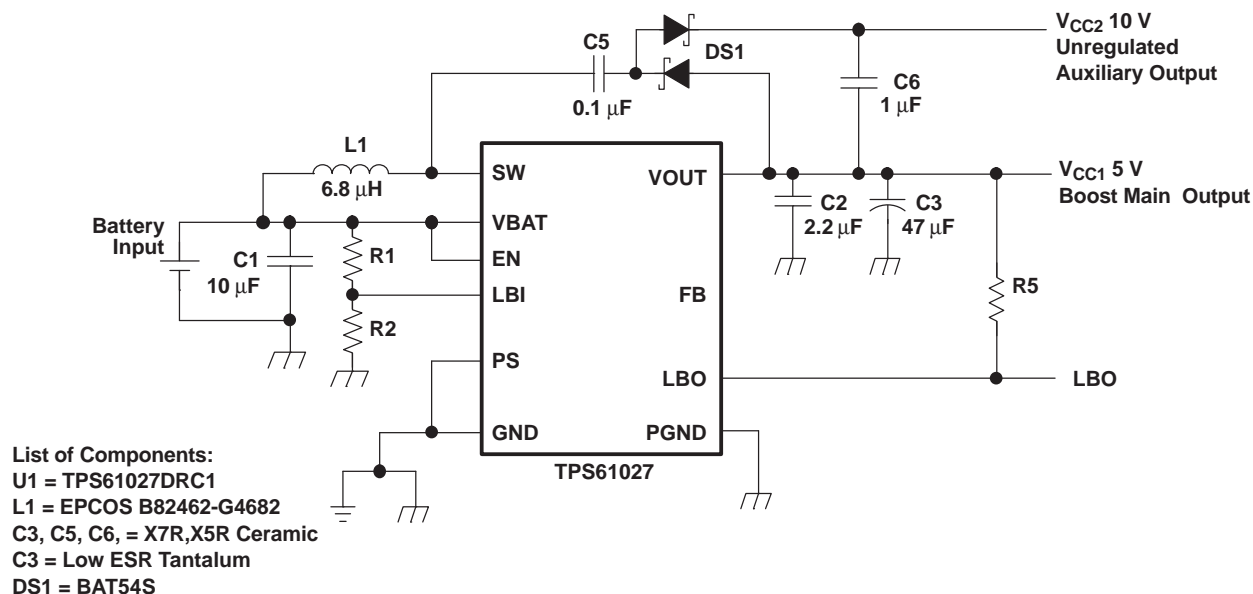 C5
0.1 µF
DS1
V_CC2 10 V
Unregulated
Auxiliary Output
C6
1 µF
L1
6.8 µH
SW
VOUT
V_CC1 5 V
Boost Main Output
Battery
Input
C1
10 µF
R1
R2
VBAT
EN
LBI
PS
GND
C2
2.2 µF
C3
47 µF
FB
R5
LBO
LBO
PGND
TPS61027
List of Components:
U1 = TPS61027DRC1
L1 = EPCOS B82462-G4682
C3, C5, C6, = X7R,X5R Ceramic
C3 = Low ESR Tantalum
DS1 = BAT54S